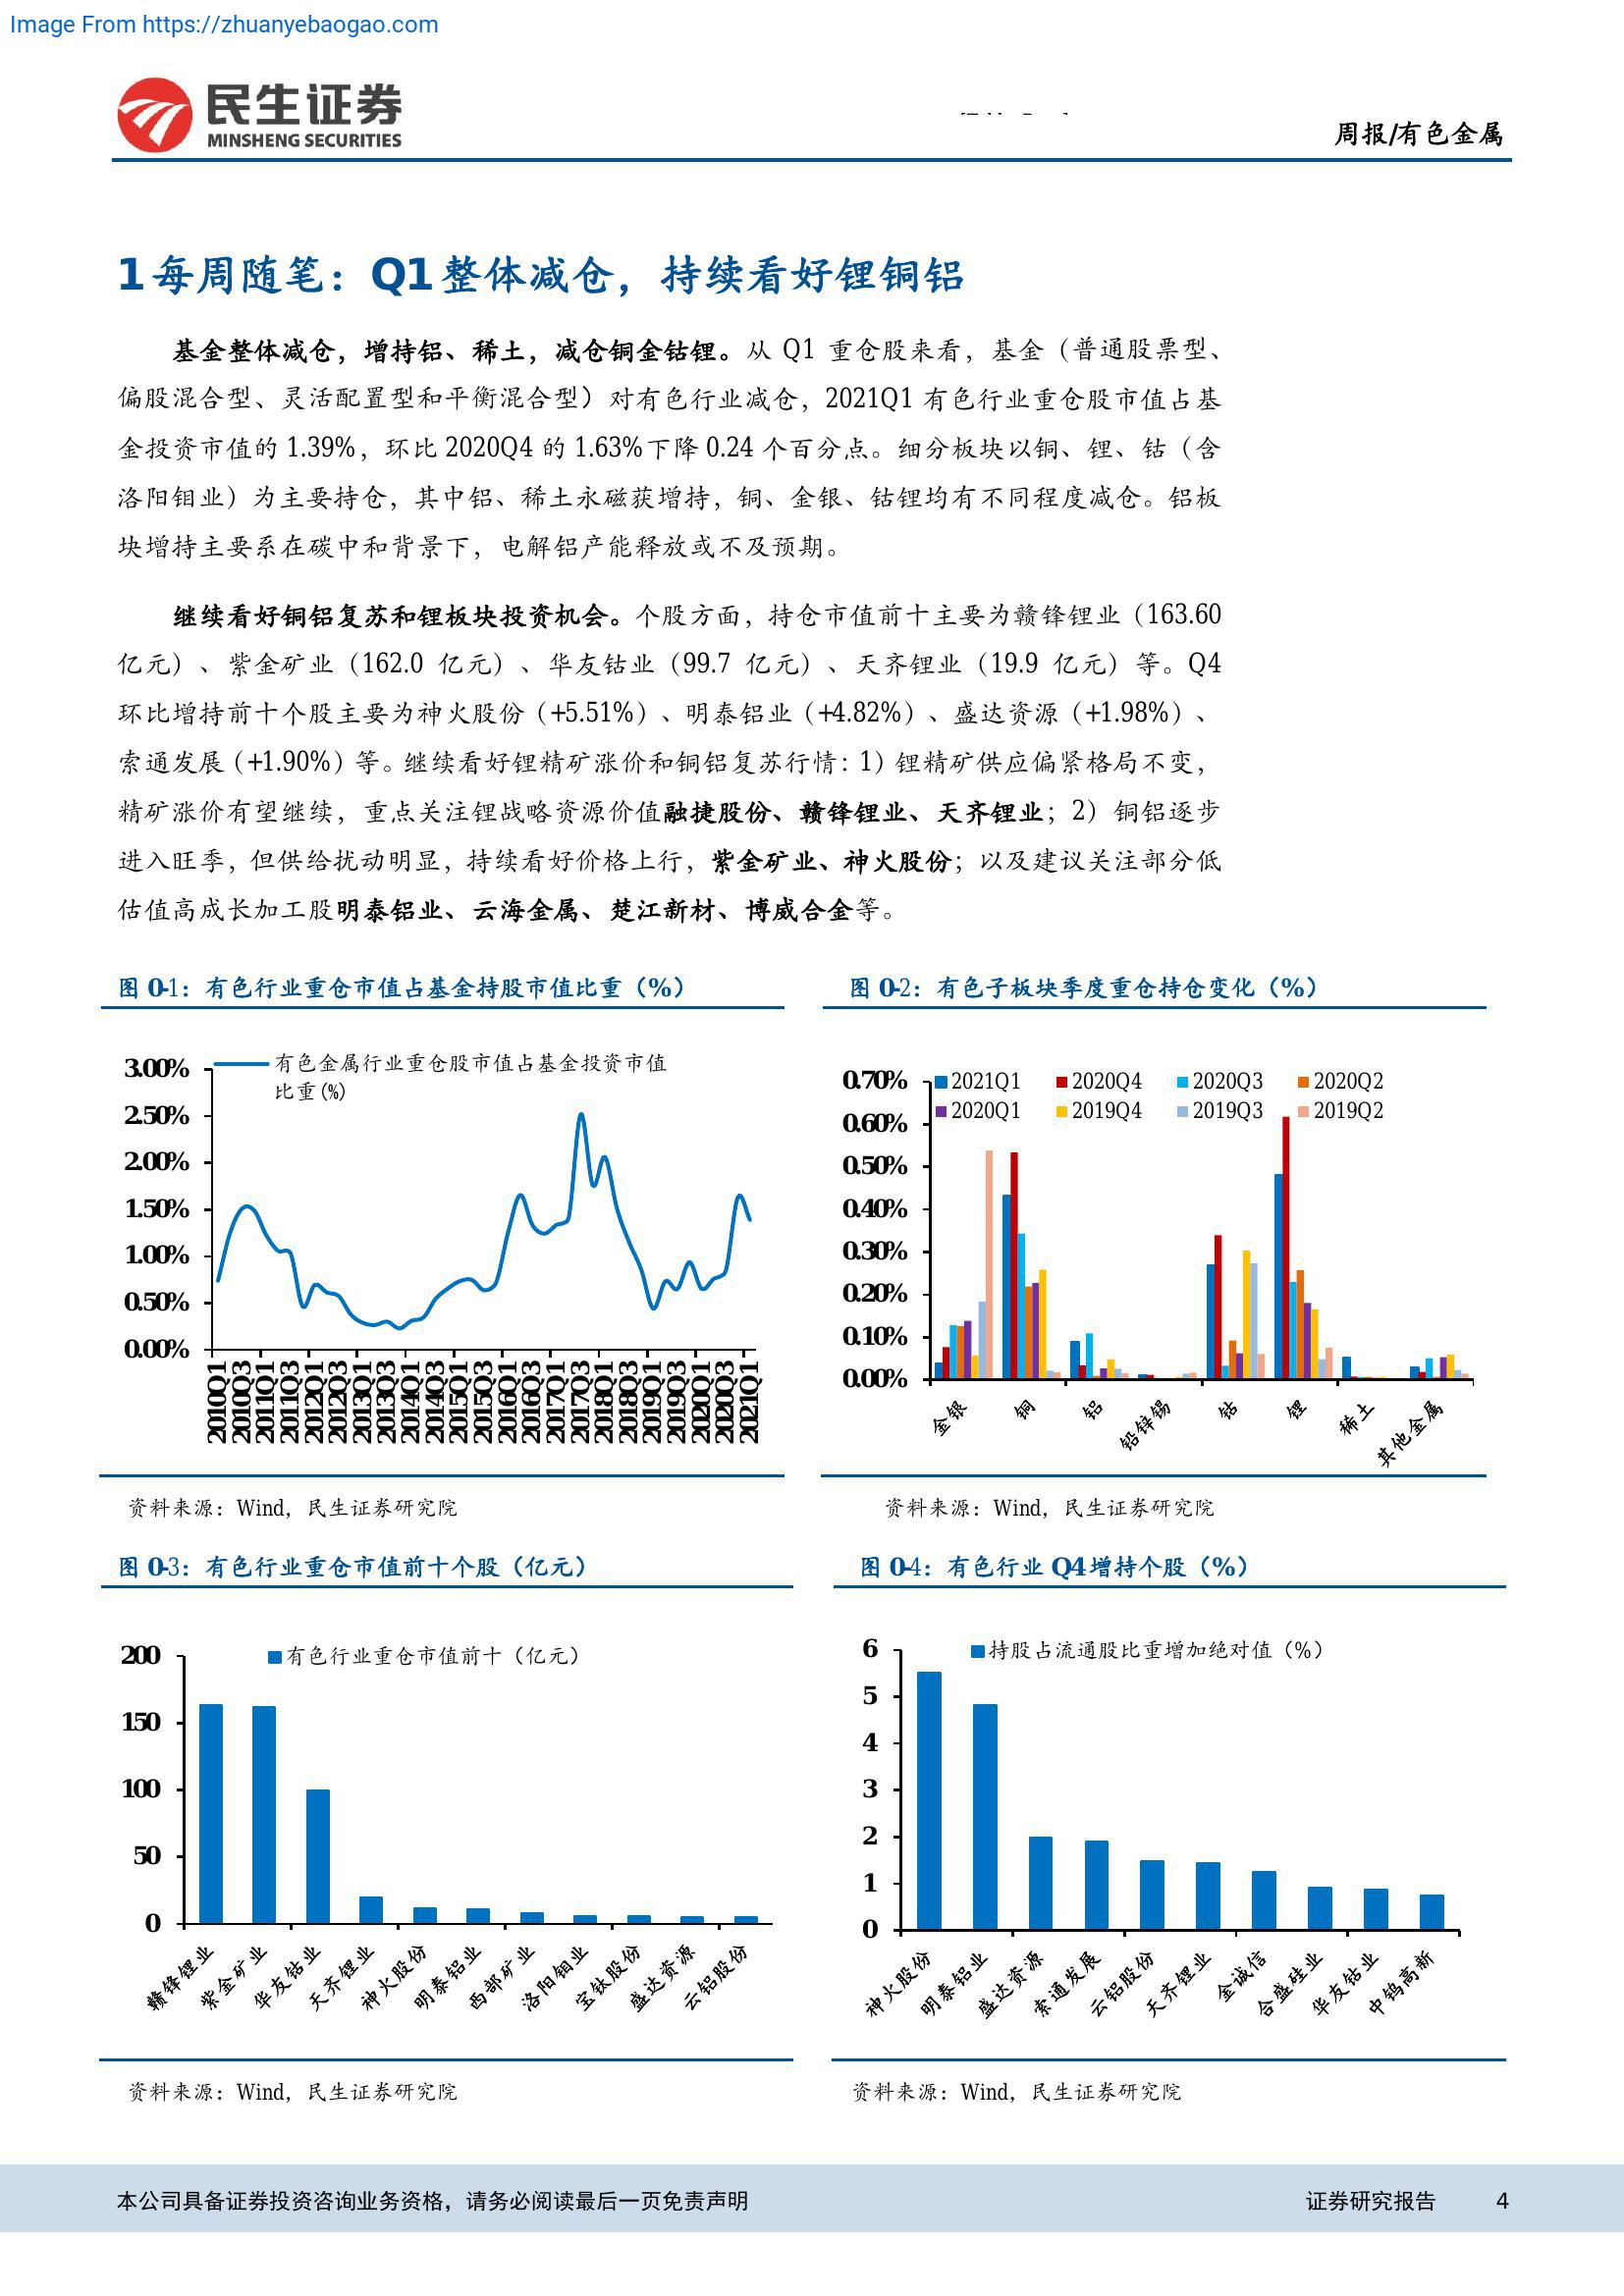 Image From https://zhuanyebaogao.com
民生证券
MINSHENG SECURITIES
周报/有色金属
1 每周随笔：Q1 整体减仓，持续看好锂铜铝
基金整体减仓，增持铝、稀土，减仓铜金钴锂。从 Q1 重仓股来看，基金（普通股票型、
偏股混合型、灵活配置型和平衡混合型）对有色行业减仓，2021Q1 有色行业重仓股市值占基
金投资市值的 1.39%，环比 2020Q4 的 1.63%下降 0.24 个百分点。细分板块以铜、锂、钴（含
洛阳钼业）为主要持仓，其中铝、稀土永磁获增持，铜、金银、钴锂均有不同程度减仓。铝板
块增持主要系在碳中和背景下，电解铝产能释放或不及预期。
继续看好铜铝复苏和锂板块投资机会。个股方面，持仓市值前十主要为赣锋锂业（163.60
亿元）、紫金矿业（162.0 亿元）、华友钴业（99.7 亿元）、天齐锂业（19.9 亿元）等。Q4
环比增持前十个股主要为神火股份（+5.51%）、明泰铝业（+4.82%）、盛达资源（+1.98%）、
索通发展（+1.90%）等。继续看好锂精矿涨价和铜铝复苏行情：1）锂精矿供应偏紧格局不变，
精矿涨价有望继续，重点关注锂战略资源价值融捷股份、赣锋锂业、天齐锂业；2）铜铝逐步
进入旺季，但供给扰动明显，持续看好价格上行，紫金矿业、神火股份；以及建议关注部分低
估值高成长加工股明泰铝业、云海金属、楚江新材、博威合金等。
图 0-1：有色行业重仓市值占基金持股市值比重（%）
有色金属行业重仓股市值占基金投资市值
比重(%)
3.00%
2.50%
2.00%
1.50%
1.00%
0.50%
0.00%
2010Q1
2010Q3
2011Q1
2011Q3
2012Q1
2012Q3
2013Q1
2013Q3
2014Q1
2014Q3
2015Q1
2015Q3
2016Q1
2016Q3
2017Q1
2017Q3
2018Q1
2018Q3
2019Q1
2019Q3
2020Q1
2020Q3
2021Q1
资料来源：Wind，民生证券研究院
图 0-2：有色子板块季度重仓持仓变化（%）
2021Q1 2020Q4 2020Q3 2020Q2
2020Q1 2019Q4 2019Q3 2019Q2
0.70%
0.60%
0.50%
0.40%
0.30%
0.20%
0.10%
0.00%
金银
铜
铝
铅锌锡
钴
锂
稀土
其他金属
资料来源：Wind，民生证券研究院
图 0-3：有色行业重仓市值前十个股（亿元）
有色行业重仓市值前十（亿元）
200
150
100
50
0
赣锋锂业
紫金矿业
华友钴业
天齐锂业
神火股份
明泰铝业
西部矿业
洛阳钼业
宝钛股份
盛达资源
云铝股份
资料来源：Wind，民生证券研究院
图 0-4：有色行业 Q4 增持个股（%）
持股占流通股比重增加绝对值（%）
6
5
4
3
2
1
0
神火股份
明泰铝业
盛达资源
索通发展
云铝股份
天齐锂业
金诚信
合盛硅业
华友钴业
中钨高新
资料来源：Wind，民生证券研究院
本公司具备证券投资咨询业务资格，请务必阅读最后一页免责声明
证券研究报告 4